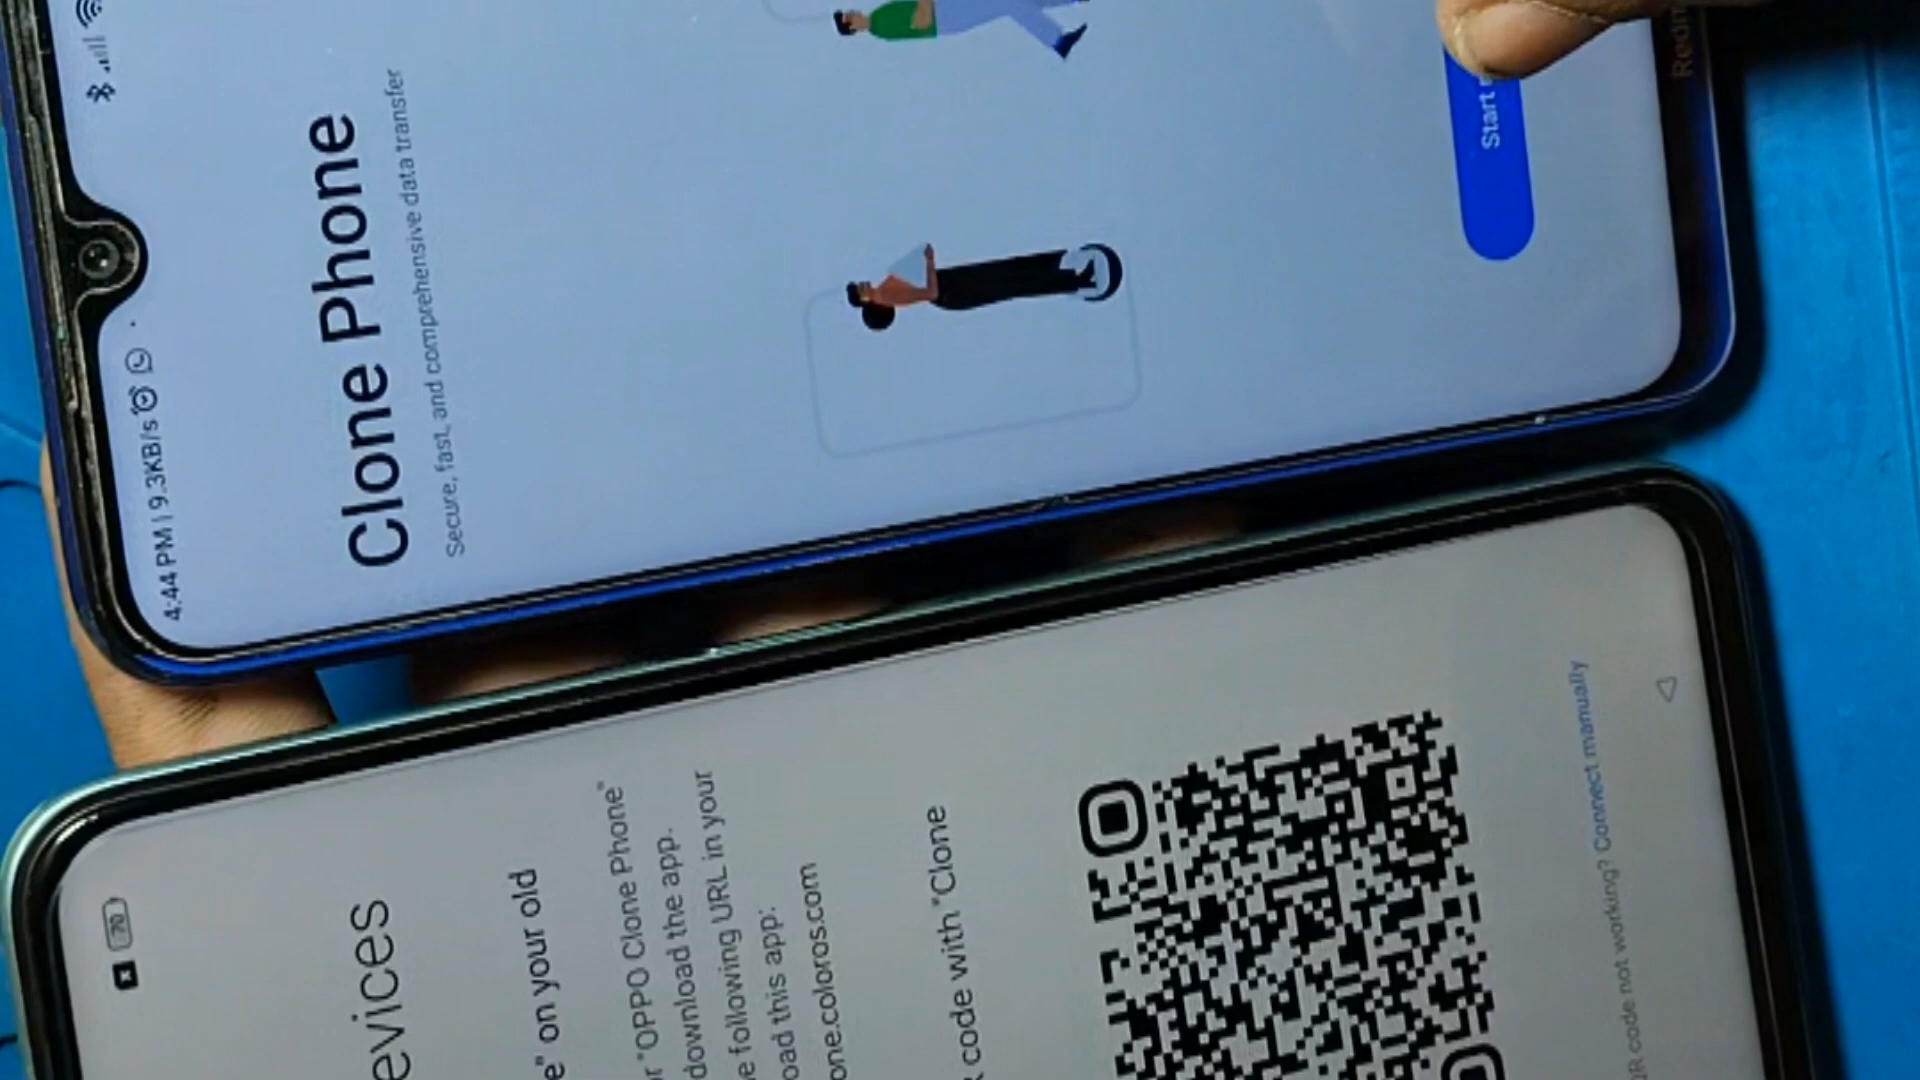 4:44 PM | 9.3KB/s
Clone Phone
Secure, fast, and comprehensive data transfer
Start
Redm
70
evices
e" on your old
r "OPPO Clone Phone"
download the app.
e following URL in your
oad this app:
one.coloros.com
code with "Clone
R code not working? Connect manually